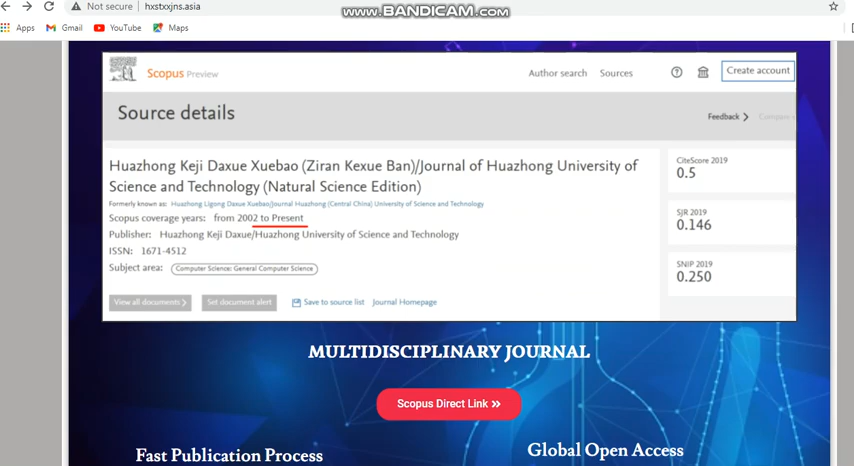 Not secure hxstxxjns.asia
www.BANDICAM.com
Apps Gmail YouTube Maps
Scopus Preview
Author search Sources Create account
Source details
Feedback Compare
Huazhong Keji Daxue Xuebao (Ziran Kexue Ban)/Journal of Huazhong University of
Science and Technology (Natural Science Edition)
Formerly known as: Huazhong Ligong Daxue Xuebao/Journal Huazhong (Central China) University of Science and Technology
Scopus coverage years: from 2002 to Present
Publisher: Huazhong Keji Daxue/Huazhong University of Science and Technology
ISSN: 1671-4512
Subject area: Computer Science: General Computer Science
View all documents Set document alert Save to source list Journal Homepage
CiteScore 2019
0.5
SJR 2019
0.146
SNIP 2019
0.250
MULTIDISCIPLINARY JOURNAL
Scopus Direct Link
Fast Publication Process
Global Open Access